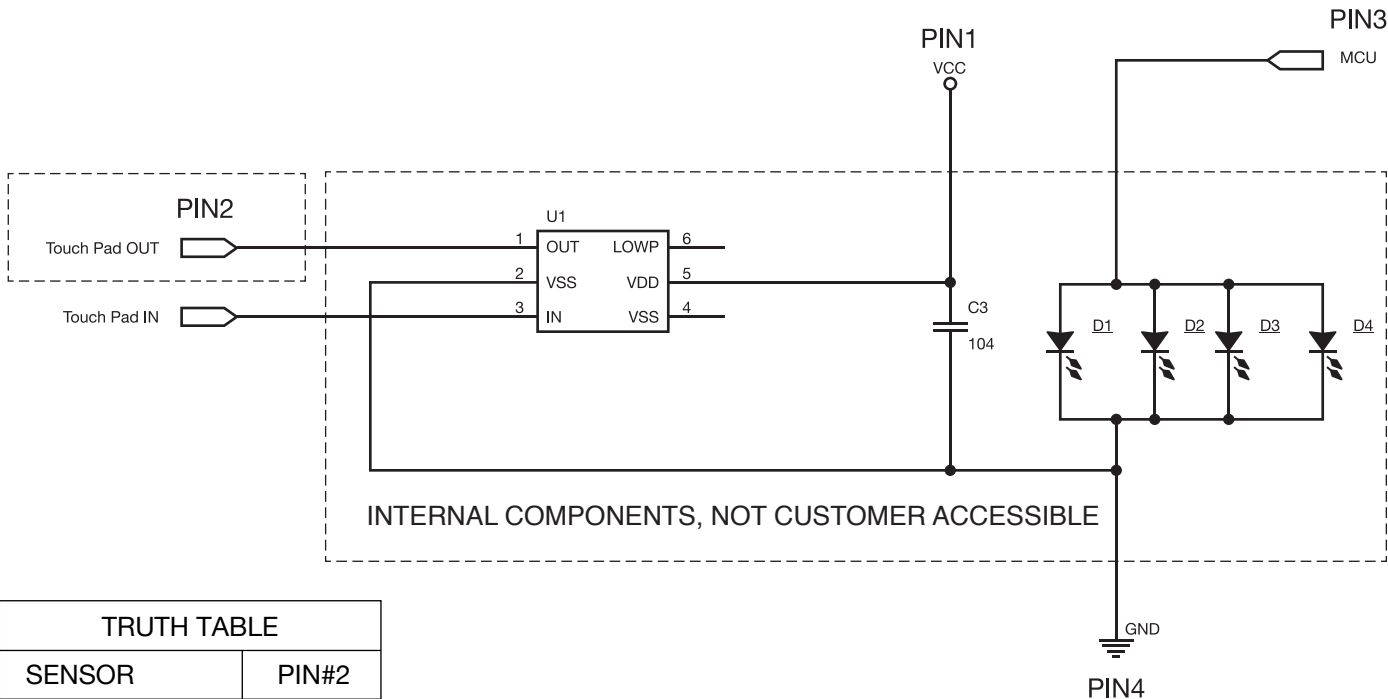 PIN3
MCU
PIN1
VCC
PIN2
Touch Pad OUT
Touch Pad IN
U1
1 OUT LOWP 6
2 VSS VDD 5
3 IN VSS 4
C3
104
D1 D2 D3 D4
INTERNAL COMPONENTS, NOT CUSTOMER ACCESSIBLE
GND
PIN4
TRUTH TABLE
SENSOR PIN#2